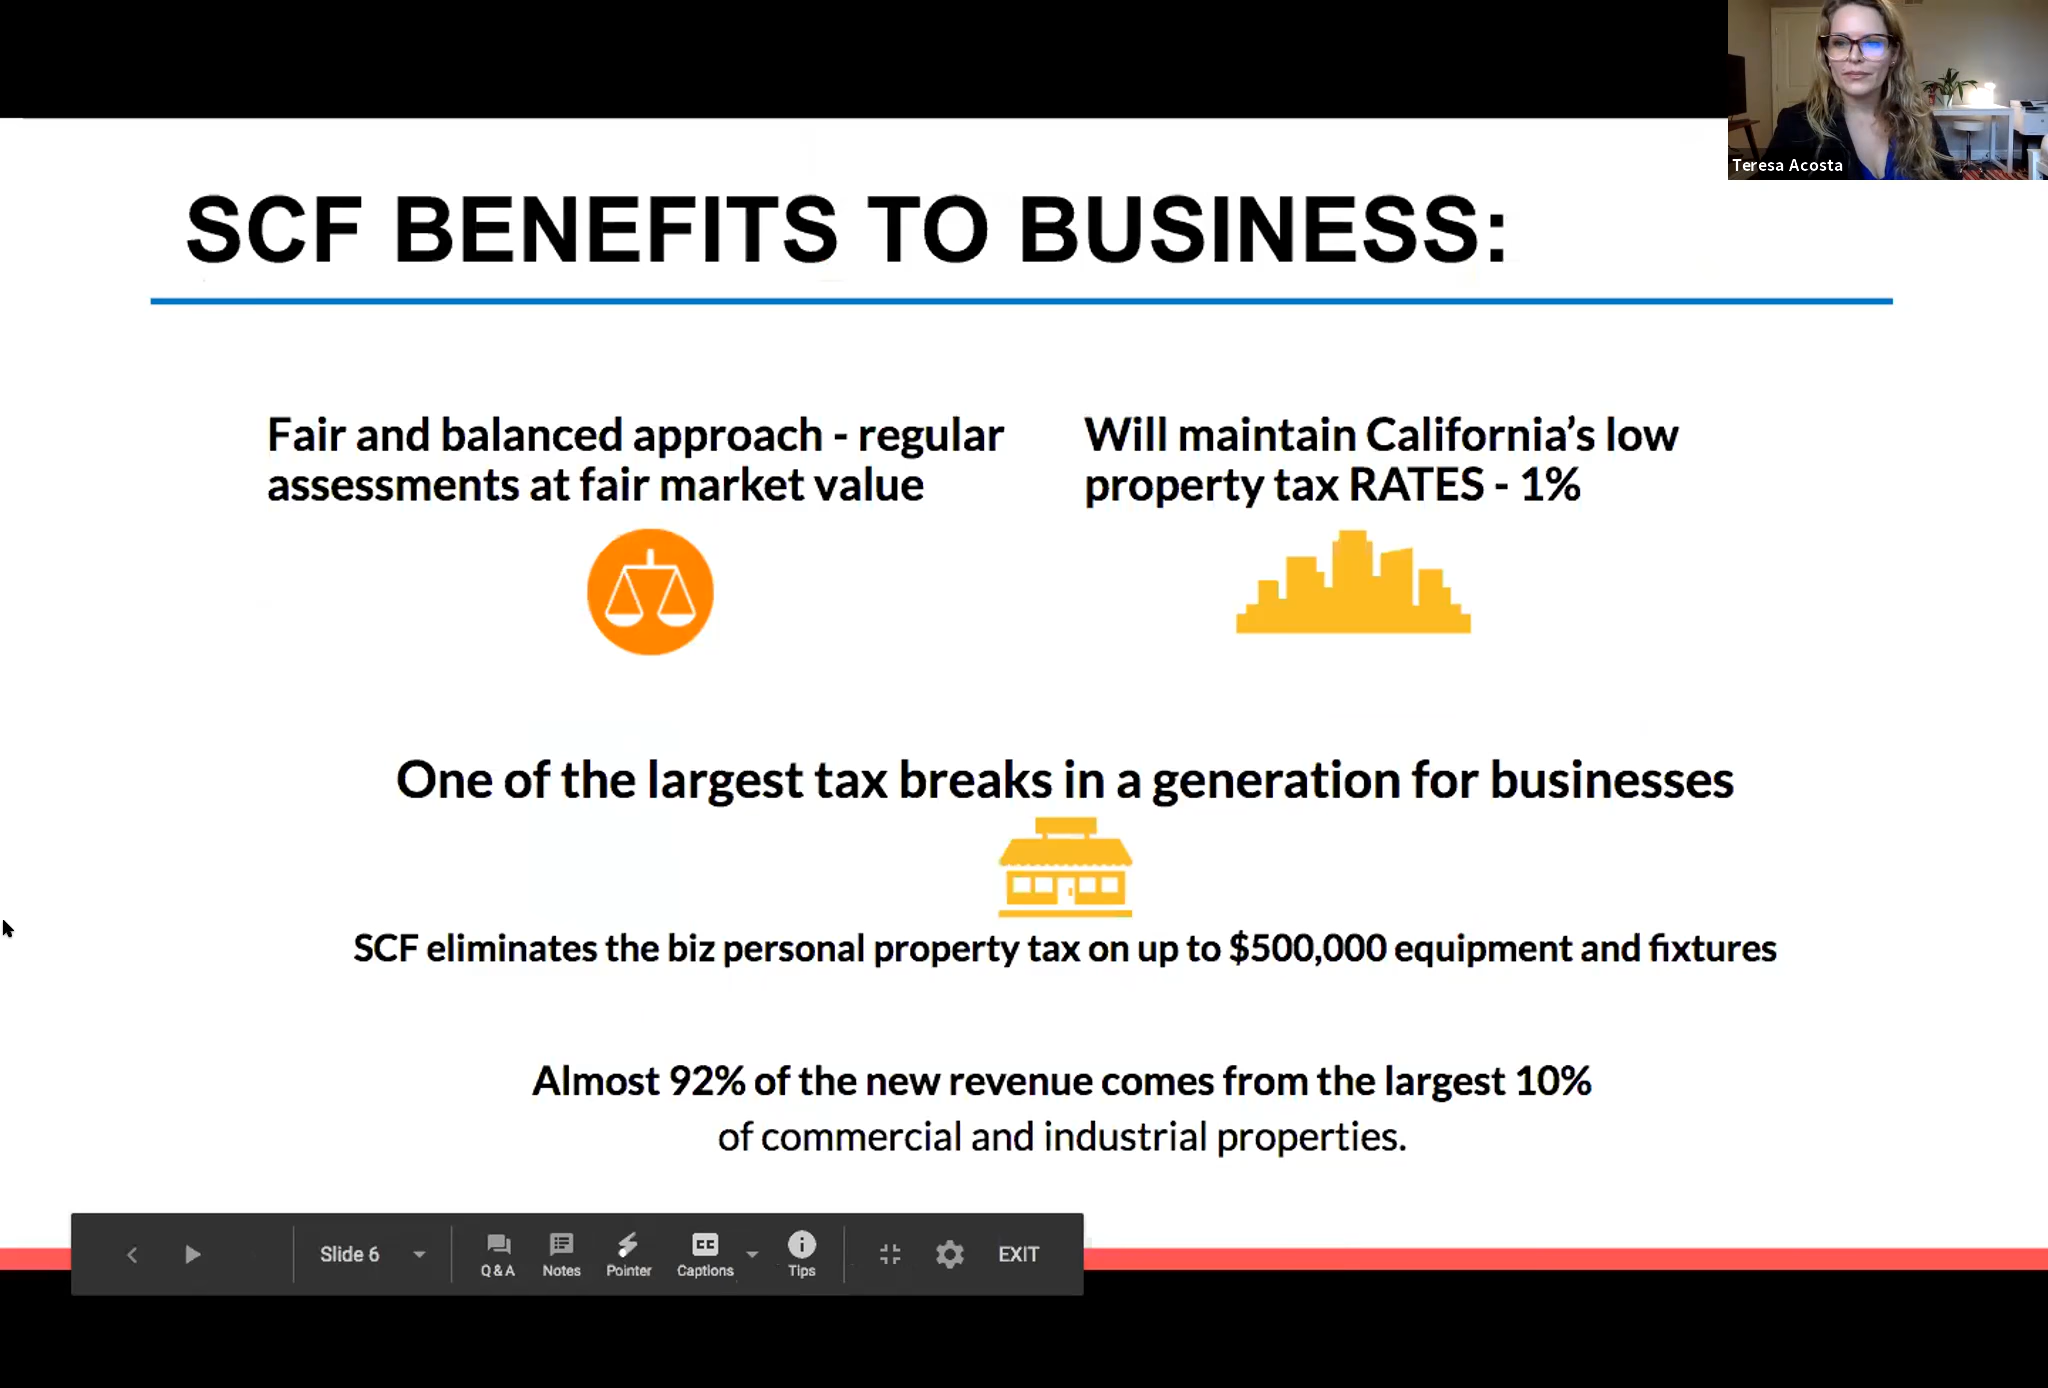 Teresa Acosta
SCF BENEFITS TO BUSINESS:
Fair and balanced approach - regular
assessments at fair market value
Will maintain California’s low
property tax RATES - 1%
One of the largest tax breaks in a generation for businesses
SCF eliminates the biz personal property tax on up to $500,000 equipment and fixtures
Almost 92% of the new revenue comes from the largest 10%
of commercial and industrial properties.
Slide 6
Q & A
Notes
Pointer
CC
Captions
Tips
EXIT